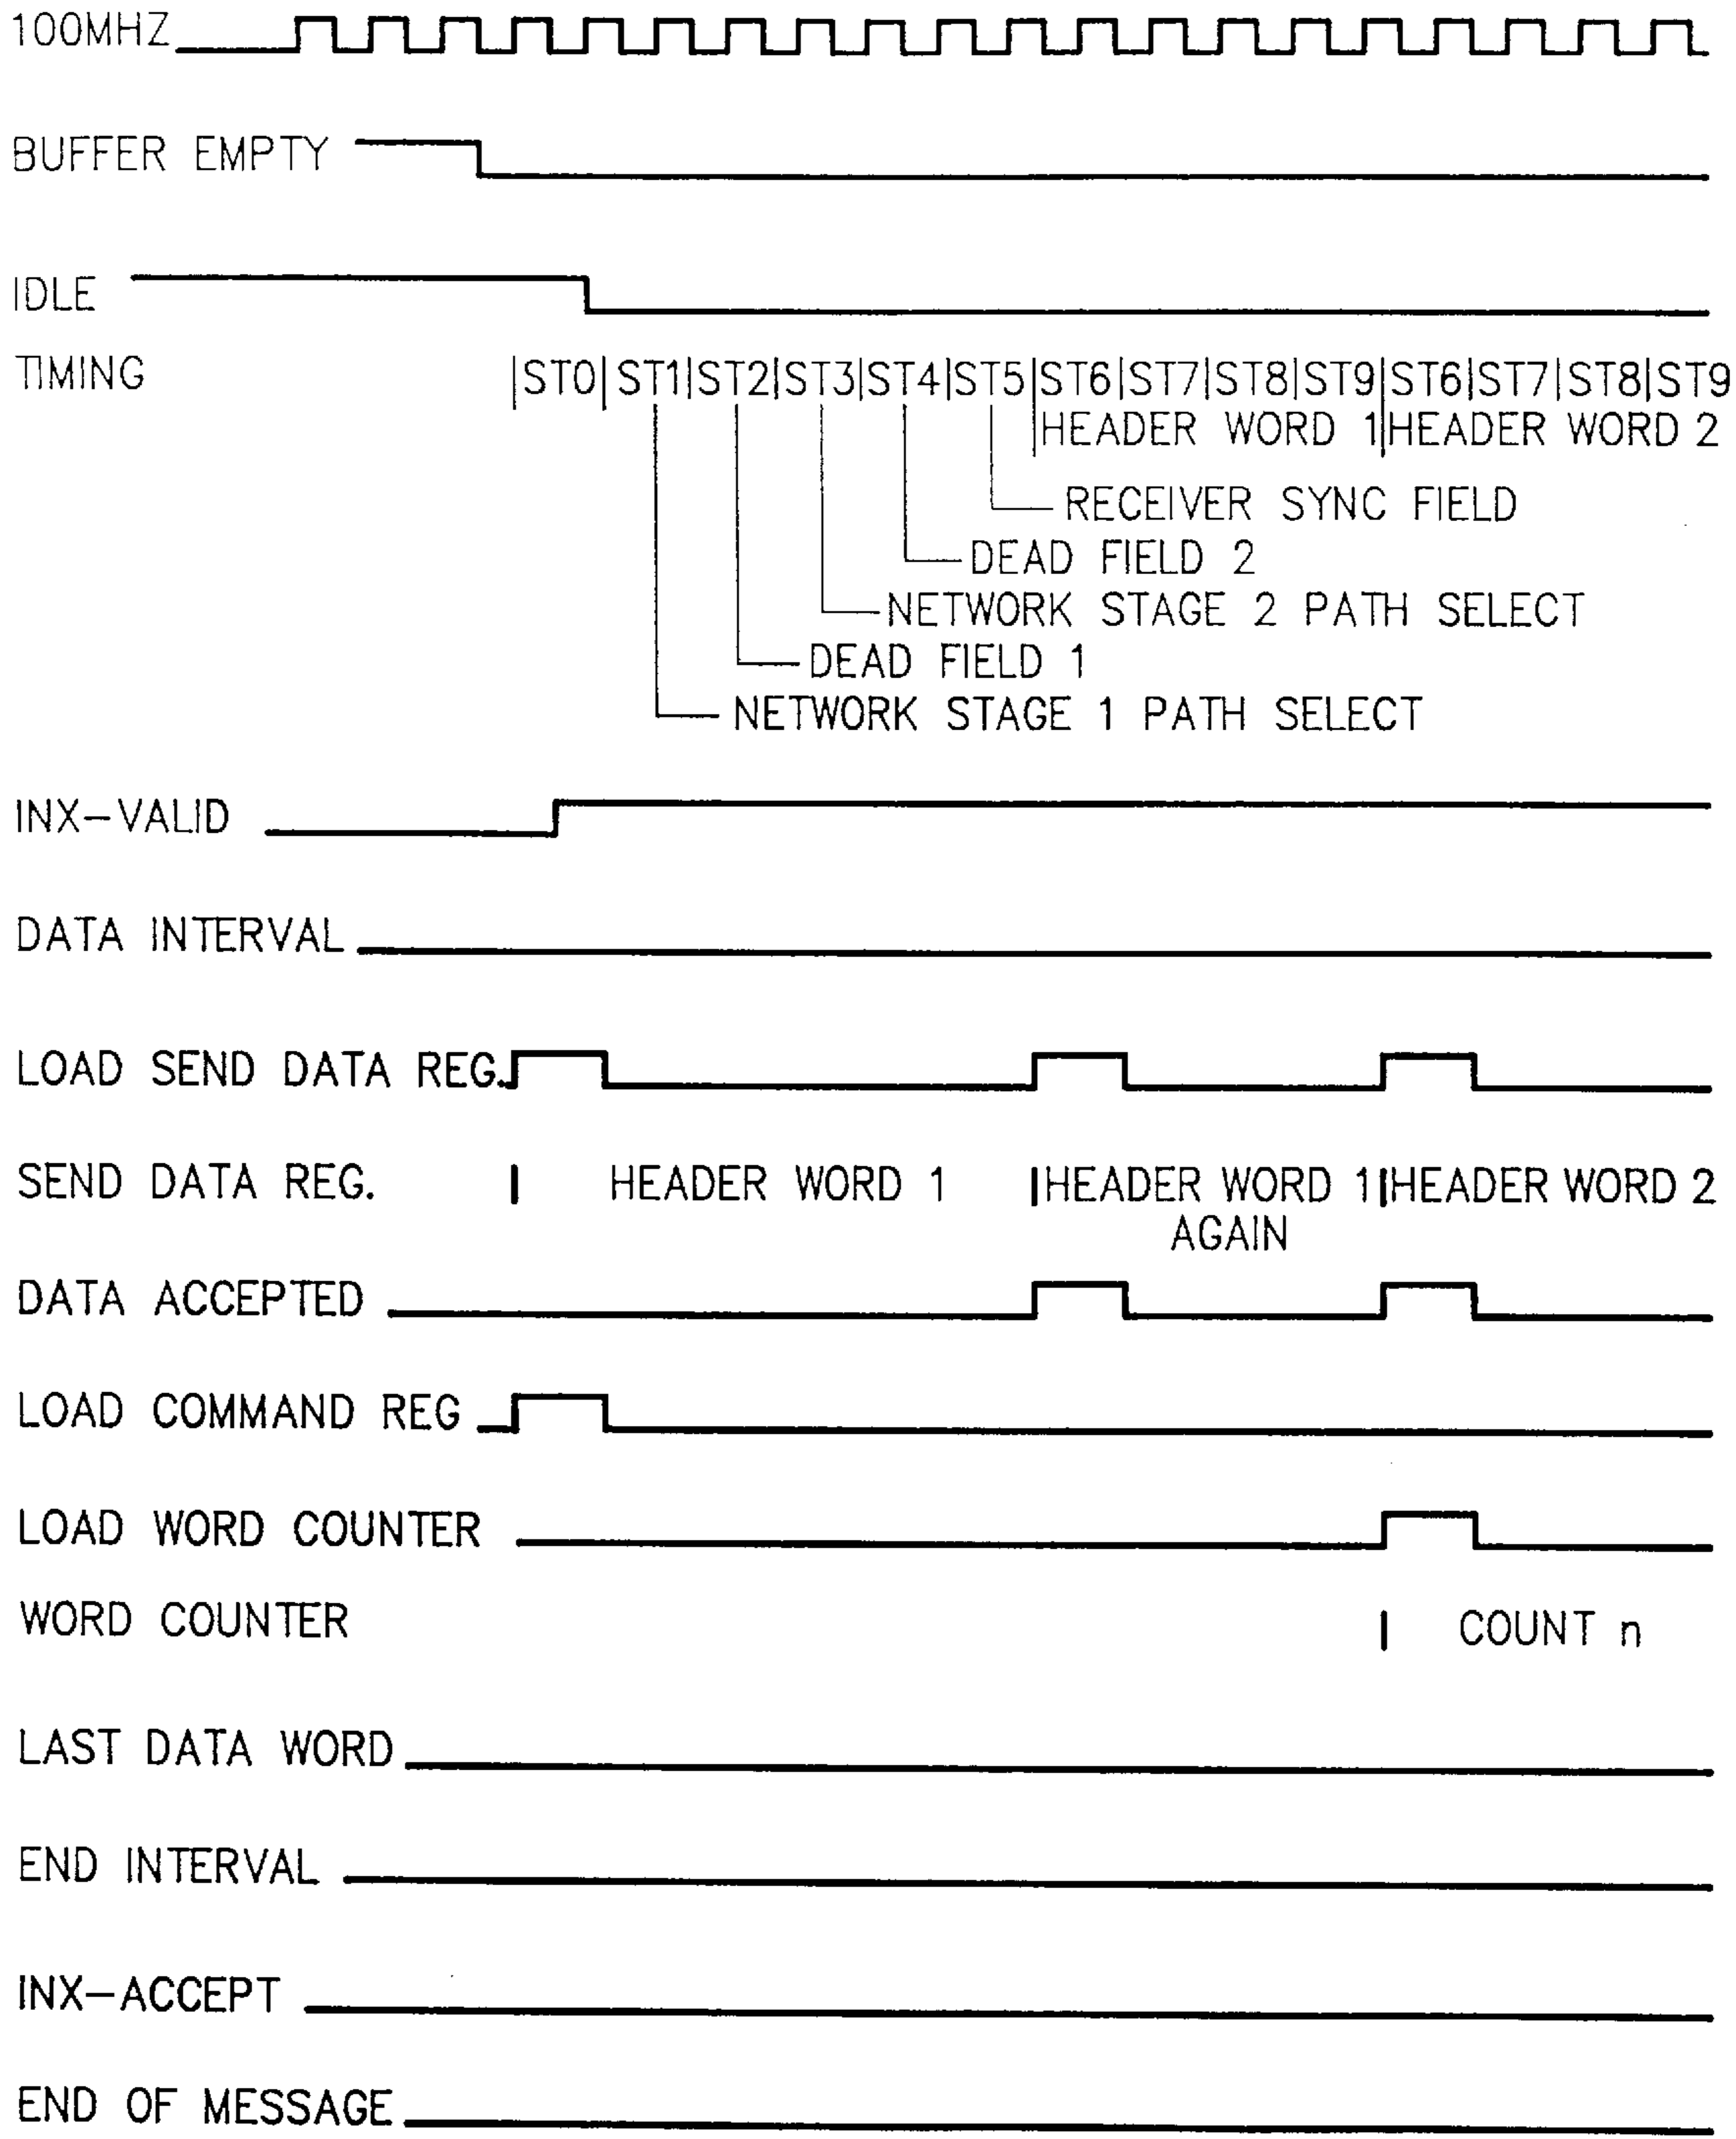 100MHZ
BUFFER EMPTY
IDLE
TIMING |ST0|ST1|ST2|ST3|ST4|ST5|ST6|ST7|ST8|ST9|ST6|ST7|ST8|ST9
|HEADER WORD 1|HEADER WORD 2
RECEIVER SYNC FIELD
DEAD FIELD 2
NETWORK STAGE 2 PATH SELECT
DEAD FIELD 1
NETWORK STAGE 1 PATH SELECT
INX-VALID
DATA INTERVAL
LOAD SEND DATA REG.
SEND DATA REG. | HEADER WORD 1 |HEADER WORD 1|HEADER WORD 2
AGAIN
DATA ACCEPTED
LOAD COMMAND REG
LOAD WORD COUNTER
WORD COUNTER | COUNT n
LAST DATA WORD
END INTERVAL
INX-ACCEPT
END OF MESSAGE